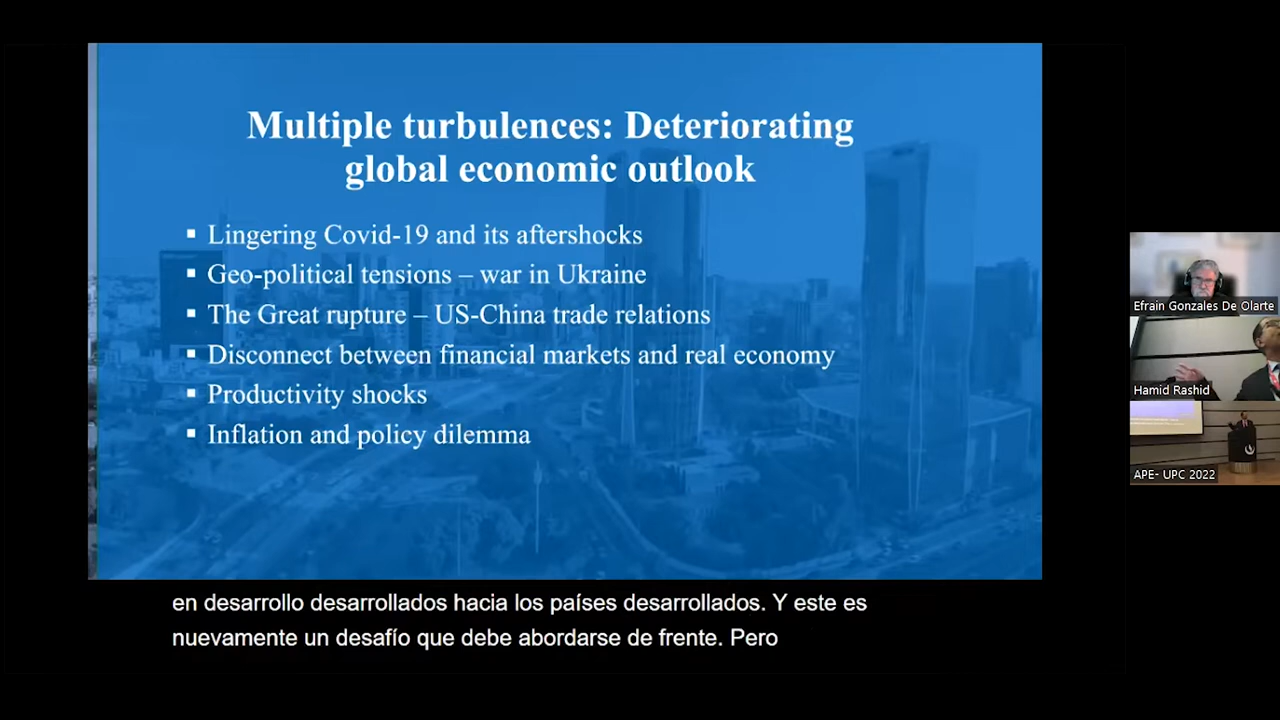 Multiple turbulences: Deteriorating
global economic outlook
▪ Lingering Covid-19 and its aftershocks
▪ Geo-political tensions – war in Ukraine
▪ The Great rupture – US-China trade relations
▪ Disconnect between financial markets and real economy
▪ Productivity shocks
▪ Inflation and policy dilemma
en desarrollo desarrollados hacia los países desarrollados. Y este es
nuevamente un desafío que debe abordarse de frente. Pero
Efrain Gonzales De Olarte
Hamid Rashid
APE- UPC 2022